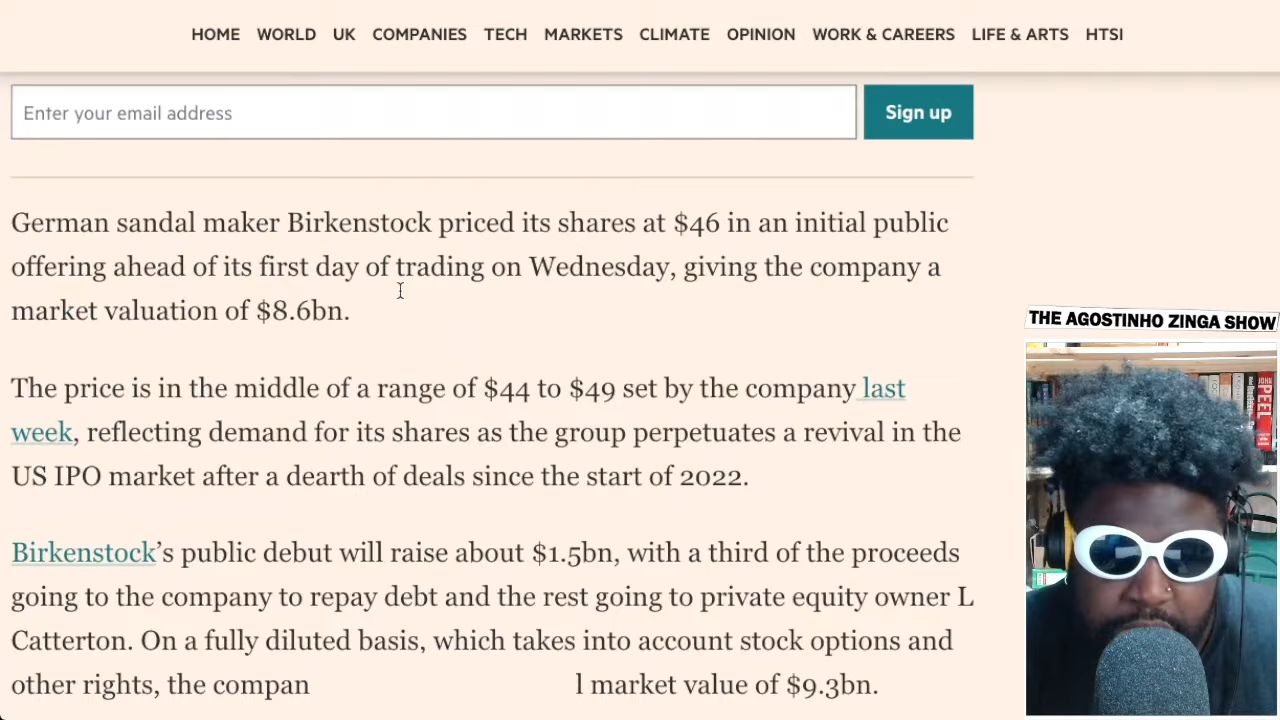 HOME WORLD UK COMPANIES TECH MARKETS CLIMATE OPINION WORK & CAREERS LIFE & ARTS HTSI
Enter your email address
Sign up
German sandal maker Birkenstock priced its shares at $46 in an initial public
offering ahead of its first day of trading on Wednesday, giving the company a
market valuation of $8.6bn.
The price is in the middle of a range of $44 to $49 set by the company last
week, reflecting demand for its shares as the group perpetuates a revival in the
US IPO market after a dearth of deals since the start of 2022.
Birkenstock’s public debut will raise about $1.5bn, with a third of the proceeds
going to the company to repay debt and the rest going to private equity owner L
Catterton. On a fully diluted basis, which takes into account stock options and
other rights, the compan l market value of $9.3bn.
THE AGOSTINHO ZINGA SHOW
JOHN
PEEL